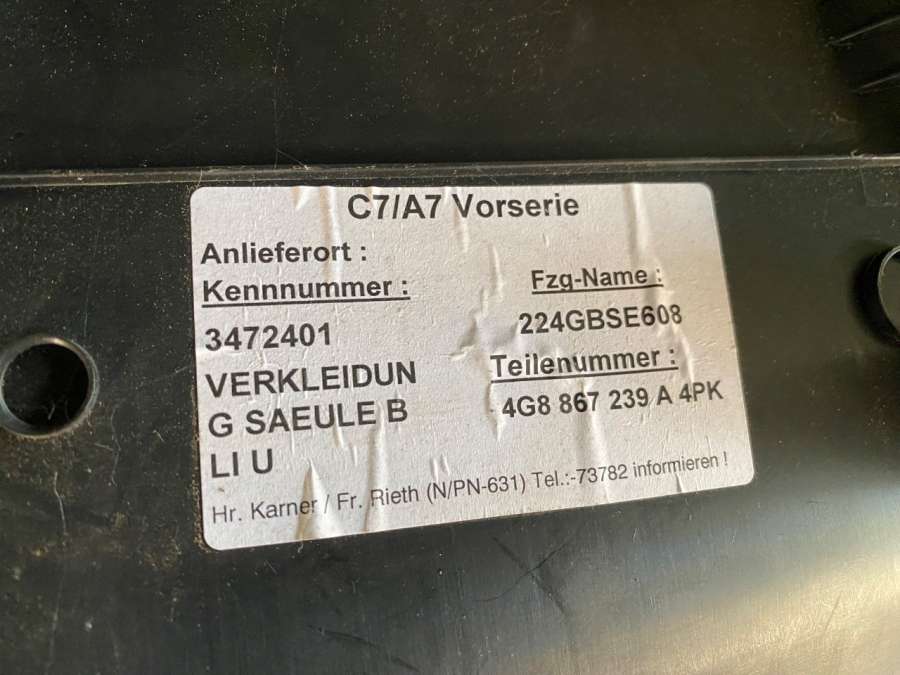 C7/A7 Vorserie
Anlieferort :
Kennnummer :
3472401
VERKLEIDUN
G SAEULE B
LI U
Fzg-Name :
224GBSE608
Teilenummer :
4G8 867 239 A 4PK
Hr. Karner / Fr. Rieth (N/PN-631) Tel.:-73782 informieren !